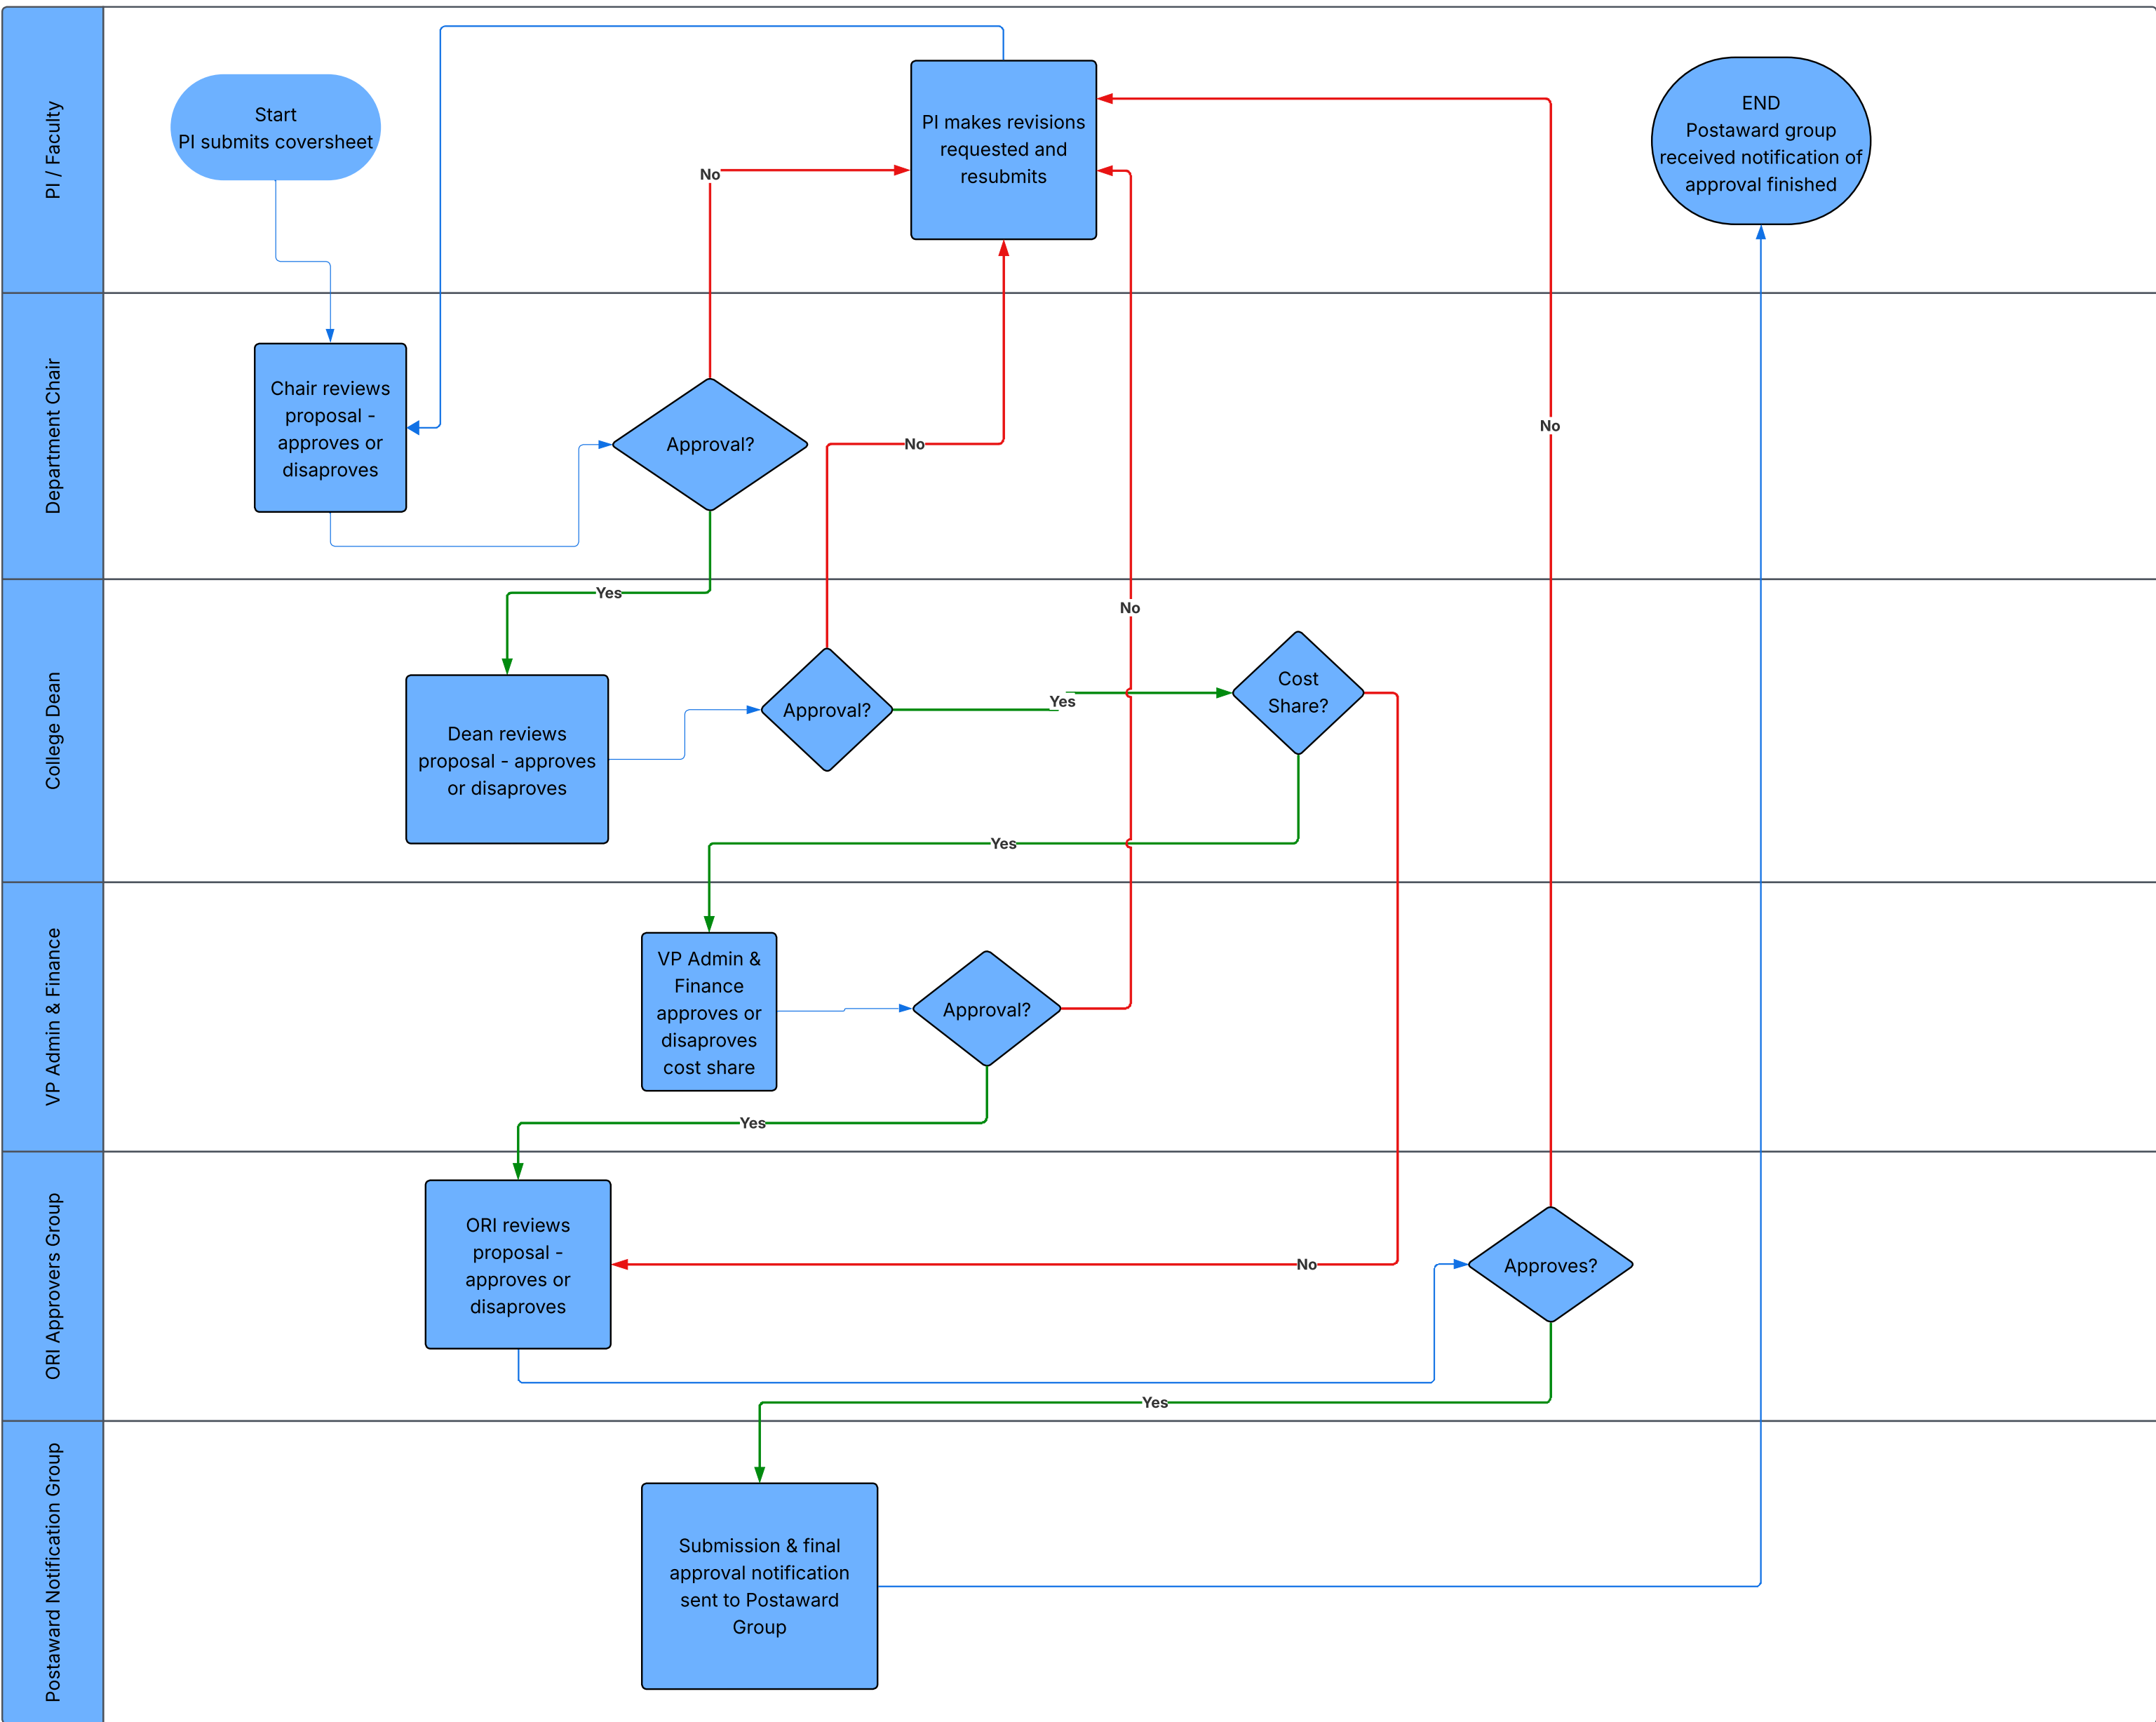 PI / Faculty
Start
PI submits coversheet
PI makes revisions
requested and
resubmits
END
Postaward group
received notification of
approval finished
No
Department Chair
Chair reviews
proposal -
approves or
disaproves
Approval?
No
No
College Dean
Yes
No
Dean reviews
proposal - approves
or disaproves
Approval?
Yes
Cost
Share?
Yes
VP Admin & Finance
VP Admin &
Finance
approves or
disaproves
cost share
Approval?
Yes
ORI Approvers Group
ORI reviews
proposal -
approves or
disaproves
No
Approves?
Yes
Postaward Notification Group
Submission & final
approval notification
sent to Postaward
Group